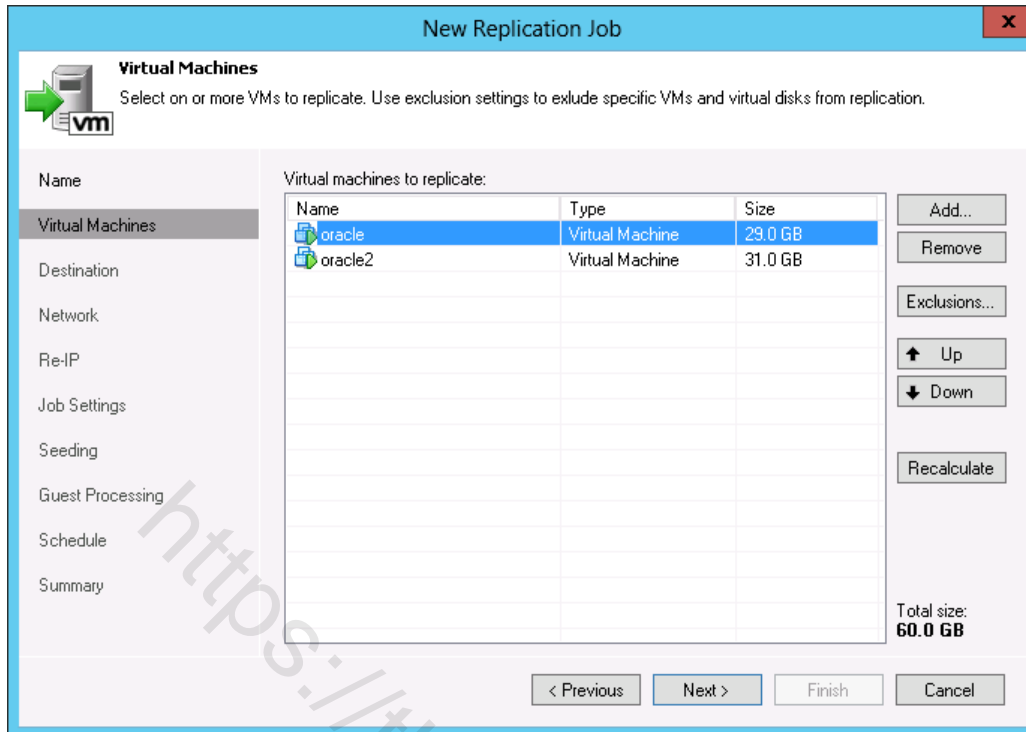 New Replication Job
x
Virtual Machines
Select on or more VMs to replicate. Use exclusion settings to exlude specific VMs and virtual disks from replication.
vm
Name
Virtual Machines
Destination
Network
Re-IP
Job Settings
Seeding
Guest Processing
Schedule
Summary
Virtual machines to replicate:
Name Type Size
oracle Virtual Machine 29.0 GB
oracle2 Virtual Machine 31.0 GB
Add...
Remove
Exclusions...
Up
Down
Recalculate
Total size:
60.0 GB
< Previous Next > Finish Cancel
https://